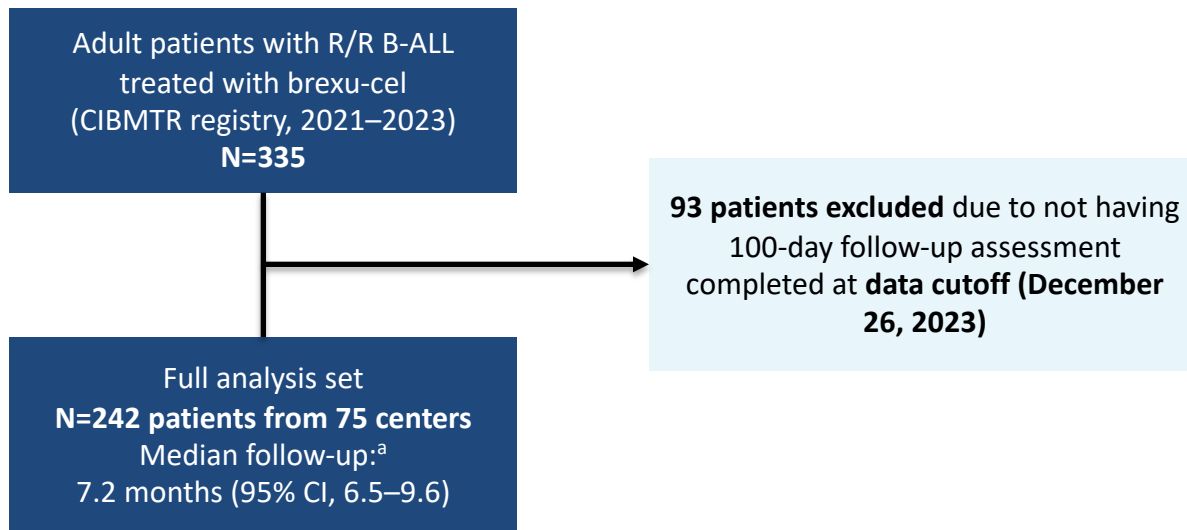 Adult patients with R/R B-ALL
treated with brexu-cel
(CIBMTR registry, 2021–2023)
N=335
93 patients excluded due to not having
100-day follow-up assessment
completed at data cutoff (December
26, 2023)
Full analysis set
N=242 patients from 75 centers
Median follow-up:ᵃ
7.2 months (95% CI, 6.5–9.6)